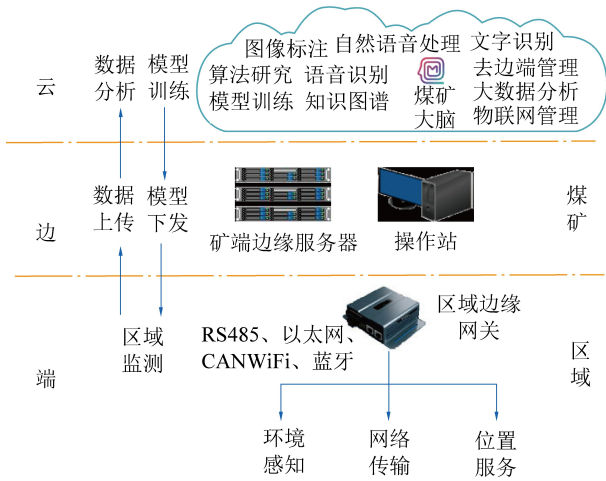 云
数据
分析
模型
训练
图像标注
自然语音处理
文字识别
算法研究
语音识别
去边端管理
模型训练
知识图谱
煤矿
大脑
大数据分析
物联网管理
边
数据
上传
模型
下发
矿端边缘服务器
操作站
煤
矿
端
区域
监测
RS485、以太网、
CANWiFi、蓝牙
区域边缘
网关
区
域
环境
感知
网络
传输
位置
服务